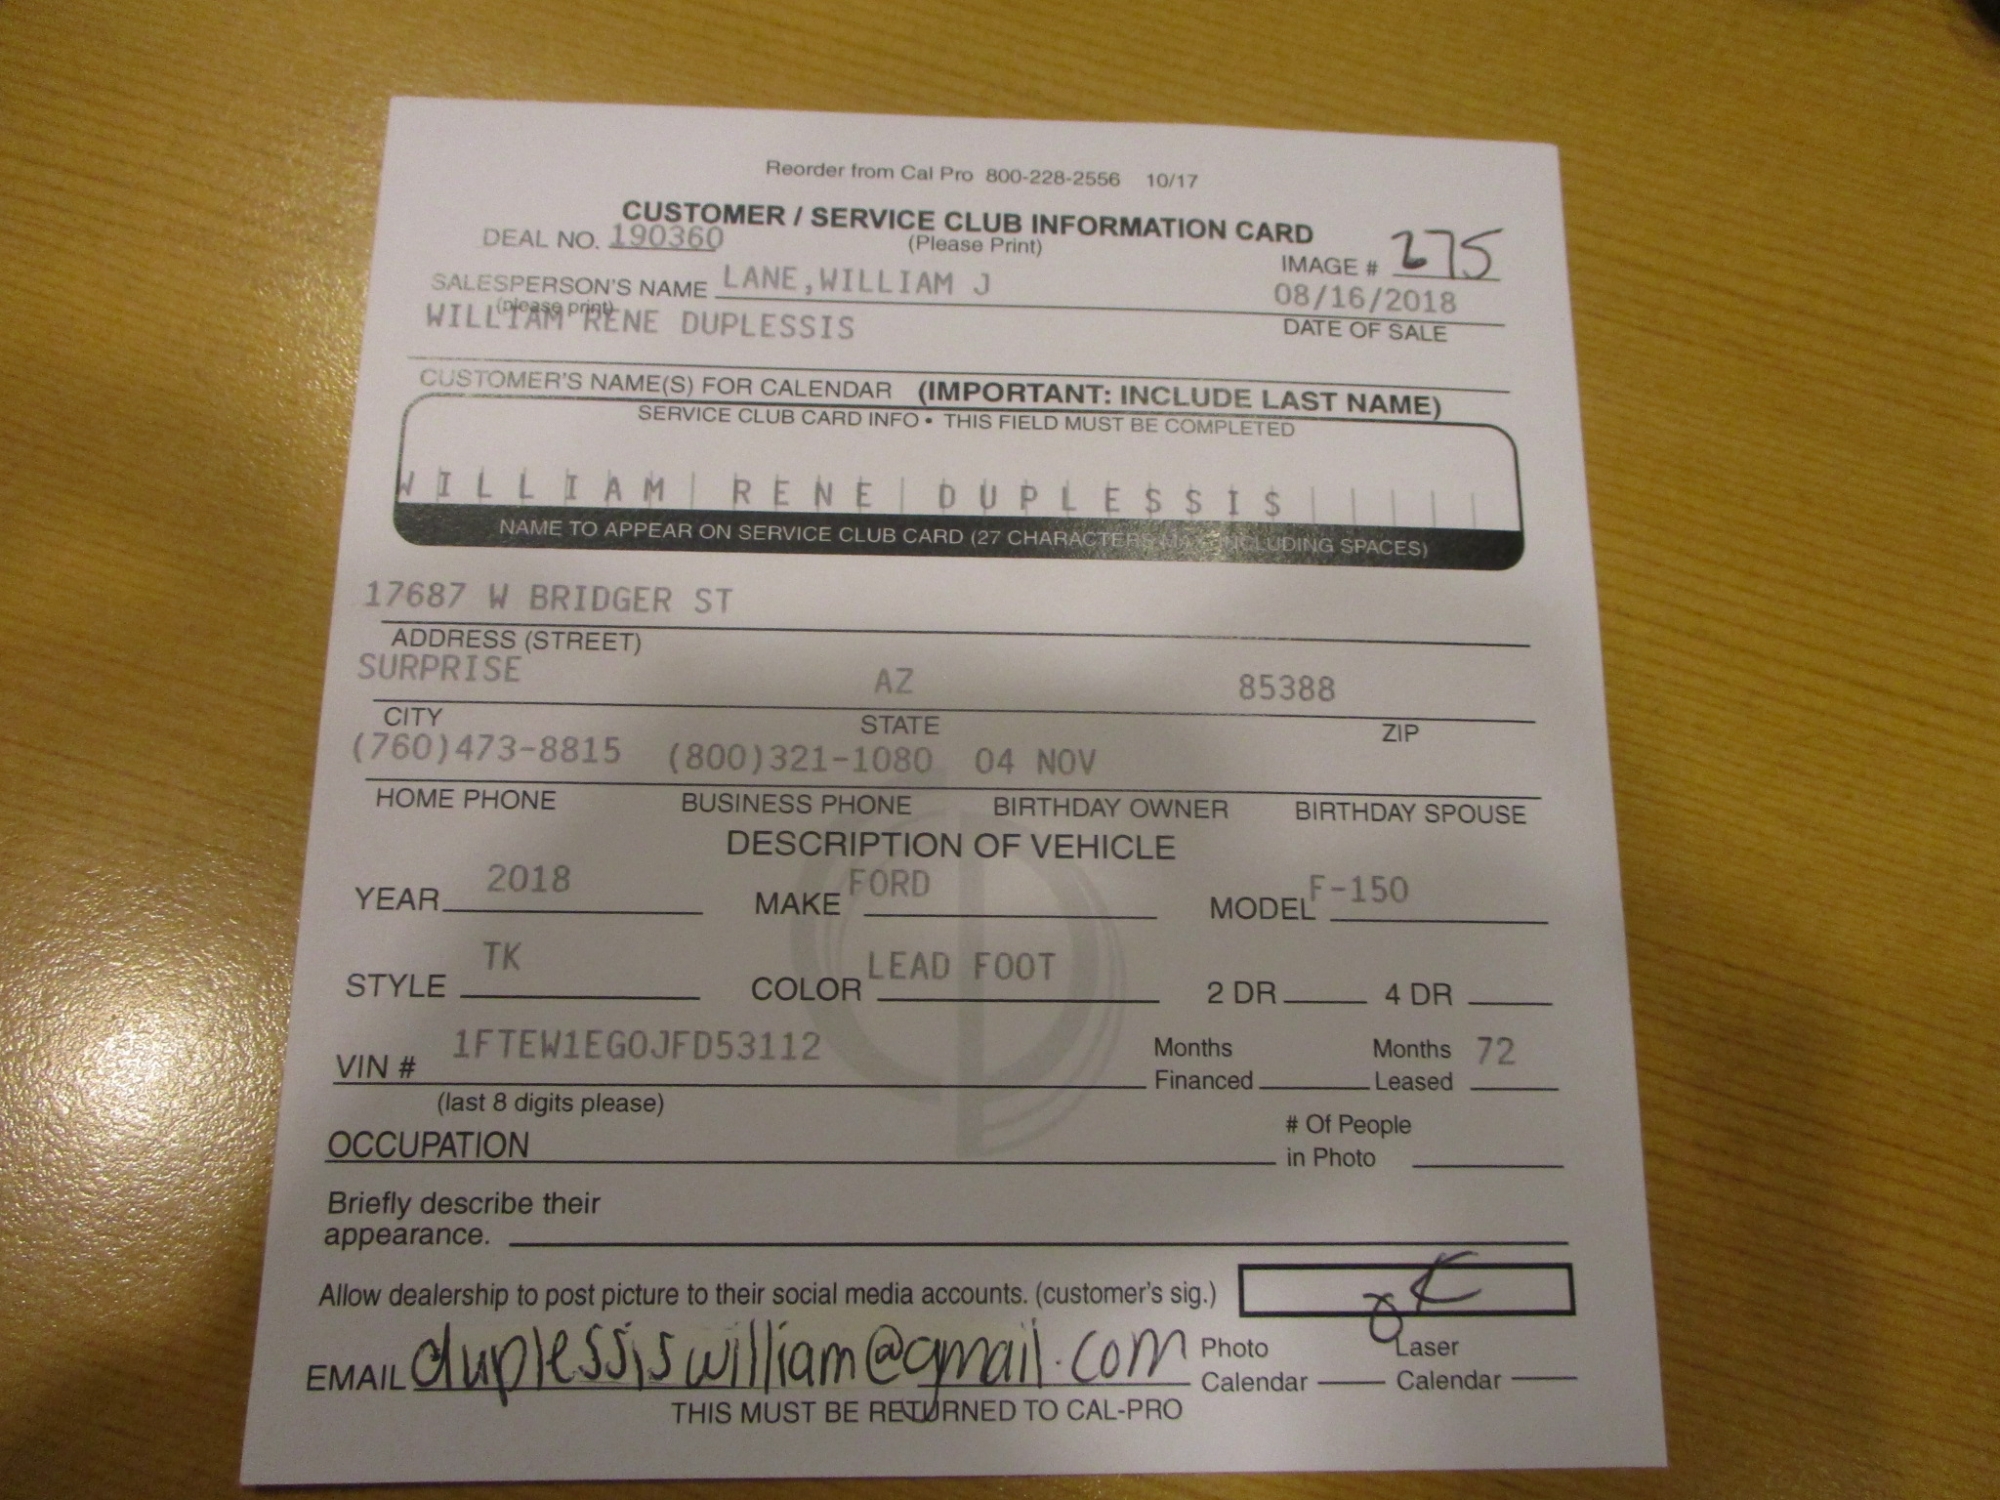 Reorder from Cal Pro 800-228-2556 10/17
CUSTOMER / SERVICE CLUB INFORMATION CARD
DEAL NO. 190360 (Please Print)
IMAGE # 275
SALESPERSON'S NAME LANE,WILLIAM J 08/16/2018
(please print) DATE OF SALE
WILLIAM RENE DUPLESSIS
CUSTOMER'S NAME(S) FOR CALENDAR (IMPORTANT: INCLUDE LAST NAME)
SERVICE CLUB CARD INFO • THIS FIELD MUST BE COMPLETED
WILLIAM RENE DUPLESSIS
NAME TO APPEAR ON SERVICE CLUB CARD (27 CHARACTERS MAX INCLUDING SPACES)
17687 W BRIDGER ST
ADDRESS (STREET)
SURPRISE AZ 85388
CITY STATE ZIP
(760)473-8815 (800)321-1080 04 NOV
HOME PHONE BUSINESS PHONE BIRTHDAY OWNER BIRTHDAY SPOUSE
DESCRIPTION OF VEHICLE
YEAR 2018 MAKE FORD MODEL F-150
STYLE TK COLOR LEAD FOOT 2 DR 4 DR
VIN # 1FTEW1EG0JFD53112 Months Financed Months Leased 72
(last 8 digits please)
OCCUPATION # Of People in Photo
Briefly describe their
appearance.
Allow dealership to post picture to their social media accounts. (customer's sig.)
EMAIL duplessiswilliam@gmail.com Photo Calendar Laser Calendar
THIS MUST BE RETURNED TO CAL-PRO